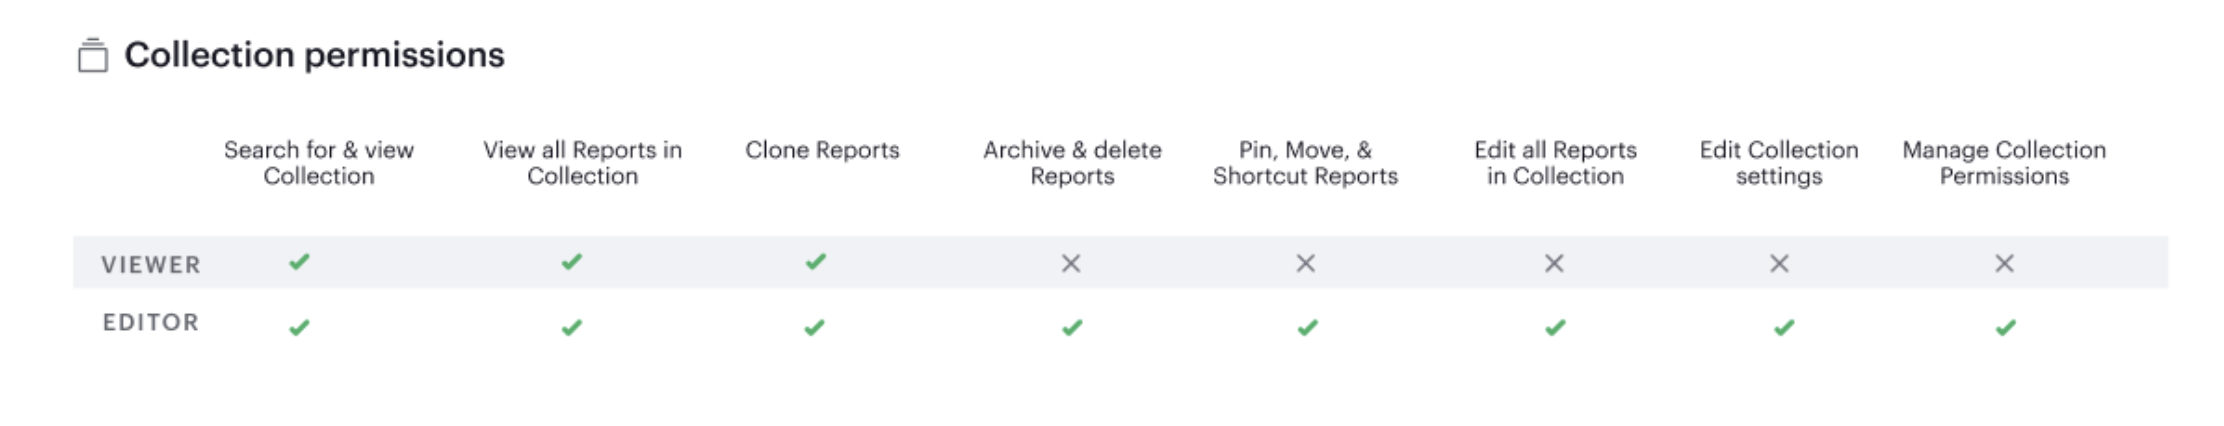 Collection permissions
Search for & view
Collection
View all Reports in
Collection
Clone Reports
Archive & delete
Reports
Pin, Move, &
Shortcut Reports
Edit all Reports
in Collection
Edit Collection
settings
Manage Collection
Permissions
VIEWER
EDITOR